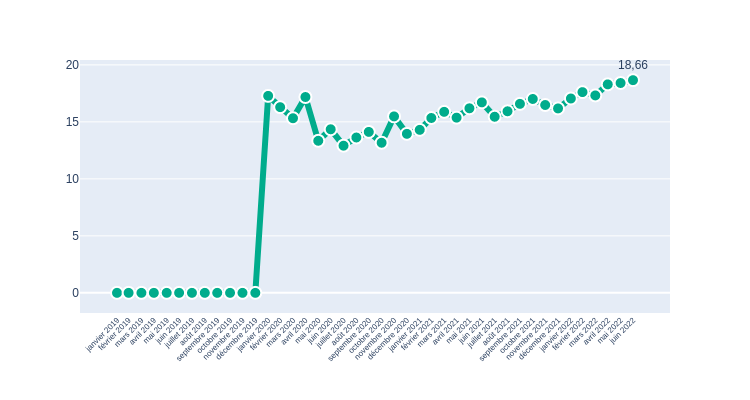 20
18,66
15
10
5
0
janvier 2019
février 2019
mars 2019
avril 2019
mai 2019
juin 2019
juillet 2019
août 2019
septembre 2019
octobre 2019
novembre 2019
décembre 2019
janvier 2020
février 2020
mars 2020
avril 2020
mai 2020
juin 2020
juillet 2020
août 2020
septembre 2020
octobre 2020
novembre 2020
décembre 2020
janvier 2021
février 2021
mars 2021
avril 2021
mai 2021
juin 2021
juillet 2021
août 2021
septembre 2021
octobre 2021
novembre 2021
décembre 2021
janvier 2022
février 2022
mars 2022
avril 2022
mai 2022
juin 2022